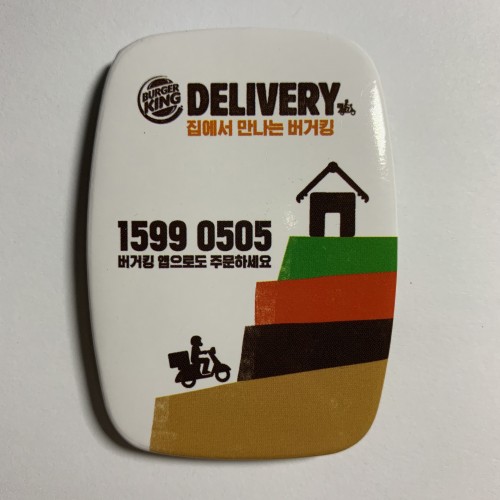 BURGER
KING
DELIVERY
집에서 만나는 버거킹
1599 0505
버거킹 앱으로도 주문하세요